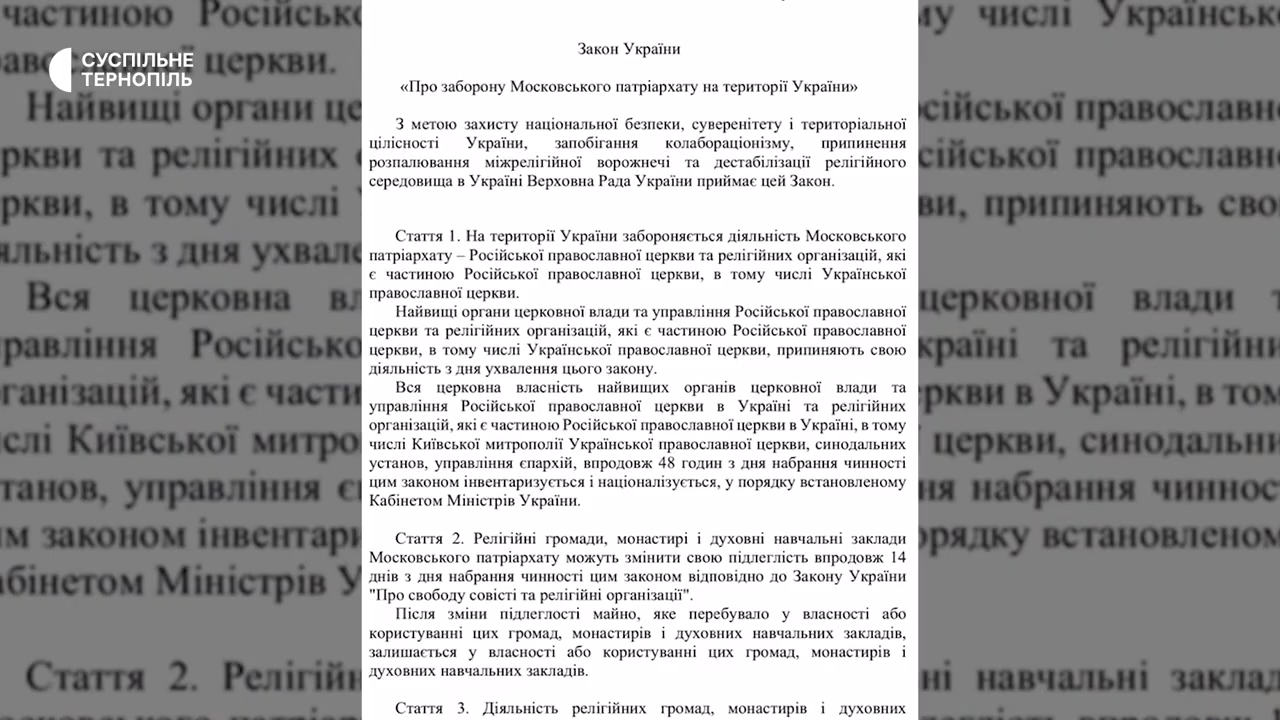 СУСПІЛЬНЕ
ТЕРНОПІЛЬ
Закон України
«Про заборону Московського патріархату на території України»
З метою захисту національної безпеки, суверенітету і територіальної
цілісності України, запобігання колабораціонізму, припинення
розпалювання міжрелігійної ворожнечі та дестабілізації релігійного
середовища в Україні Верховна Рада України приймає цей Закон.
Стаття 1. На території України забороняється діяльність Московського
патріархату – Російської православної церкви та релігійних організацій, які
є частиною Російської православної церкви, в тому числі Української
православної церкви.
Найвищі органи церковної влади та управління Російської православної
церкви та релігійних організацій, які є частиною Російської православної
церкви, в тому числі Української православної церкви, припиняють свою
діяльність з дня ухвалення цього закону.
Вся церковна власність найвищих органів церковної влади та
управління Російської православної церкви в Україні та релігійних
організацій, які є частиною Російської православної церкви в Україні, в тому
числі Київської митрополії Української православної церкви, синодальних
установ, управління єпархій, впродовж 48 годин з дня набрання чинності
цим законом інвентаризується і націоналізується, у порядку встановленому
Кабінетом Міністрів України.
Стаття 2. Релігійні громади, монастирі і духовні навчальні заклади
Московського патріархату можуть змінити свою підлеглість впродовж 14
днів з дня набрання чинності цим законом відповідно до Закону України
"Про свободу совісті та релігійні організації".
Після зміни підлеглості майно, яке перебувало у власності або
користуванні цих громад, монастирів і духовних навчальних закладів,
залишається у власності або користуванні цих громад, монастирів і
духовних навчальних закладів.
Стаття 3. Діяльність релігійних громад, монастирів і духовних